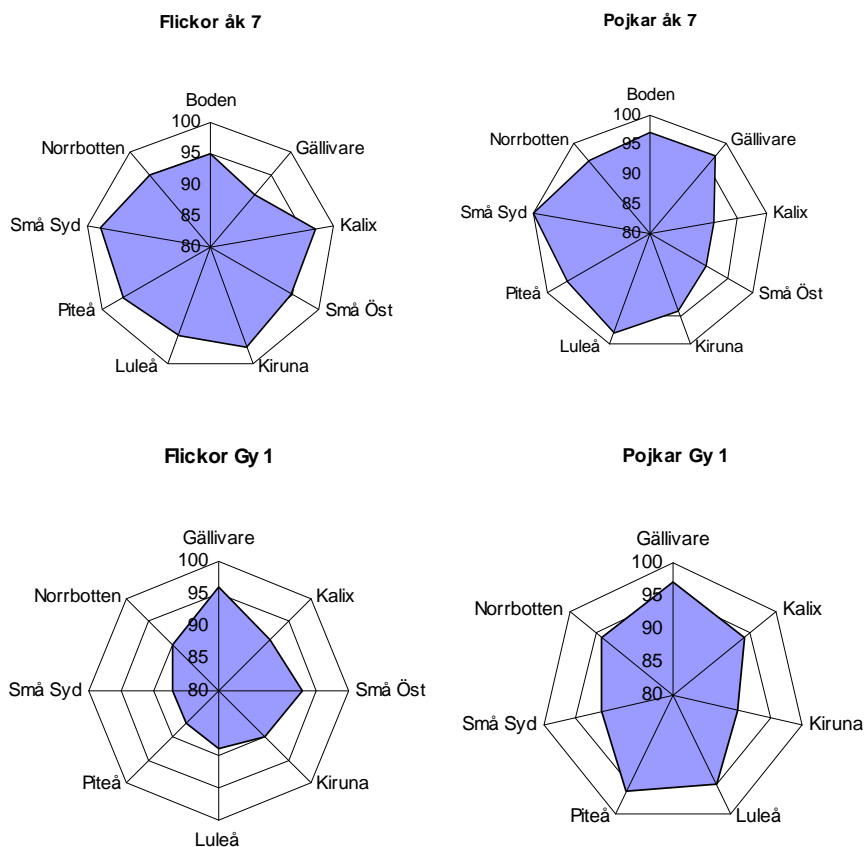 Flickor åk 7
Boden
100
95
90
85
80
Gällivare
Kalix
Små Öst
Kiruna
Luleå
Piteå
Små Syd
Norrbotten
Pojkar åk 7
Boden
100
95
90
85
80
Gällivare
Kalix
Små Öst
Kiruna
Luleå
Piteå
Små Syd
Norrbotten
Flickor Gy 1
Gällivare
100
95
90
85
80
Kalix
Små Öst
Kiruna
Luleå
Piteå
Små Syd
Norrbotten
Pojkar Gy 1
Gällivare
100
95
90
85
80
Kalix
Kiruna
Luleå
Piteå
Små Syd
Norrbotten